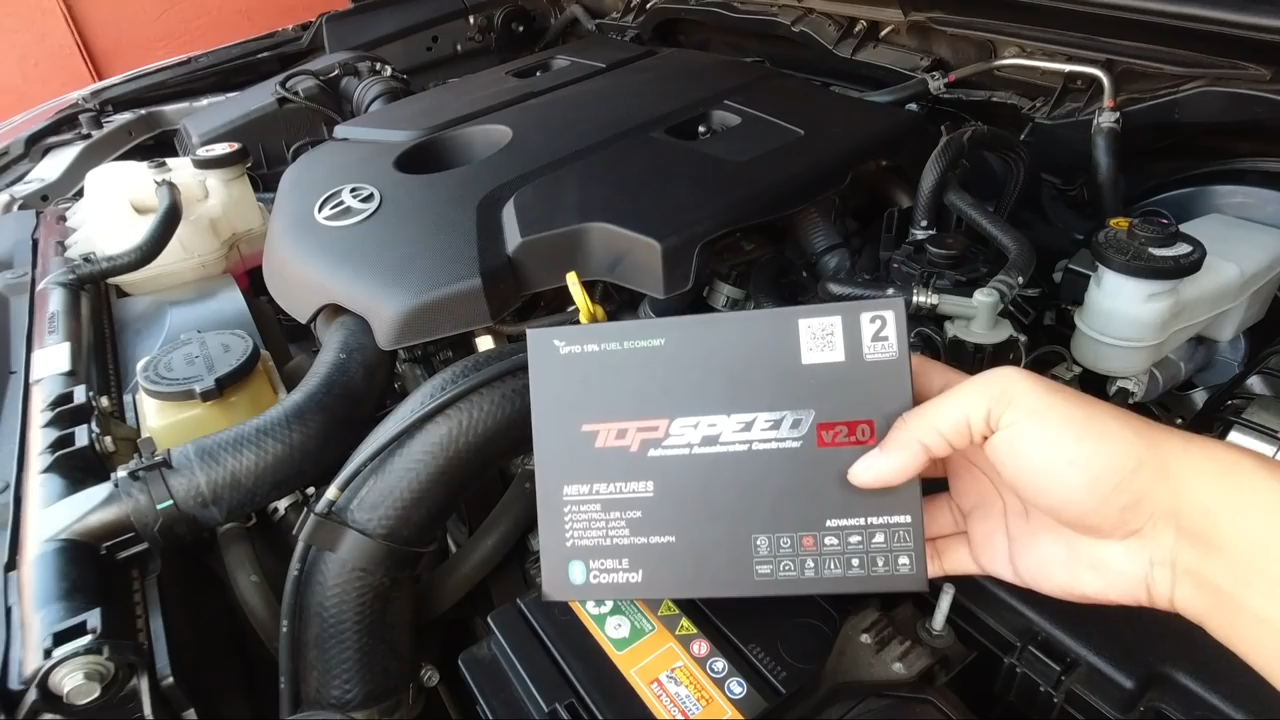 UPTO 15% FUEL ECONOMY
2
YEAR
WARRANTY
TOPSPEED v2.0
Advance Accelerator Controller
NEW FEATURES
AI MODE
CONTROLLER LOCK
ANTI CAR JACK
STUDENT MODE
THROTTLE POSITION GRAPH
MOBILE
Control
ADVANCE FEATURES
MOTOLITE